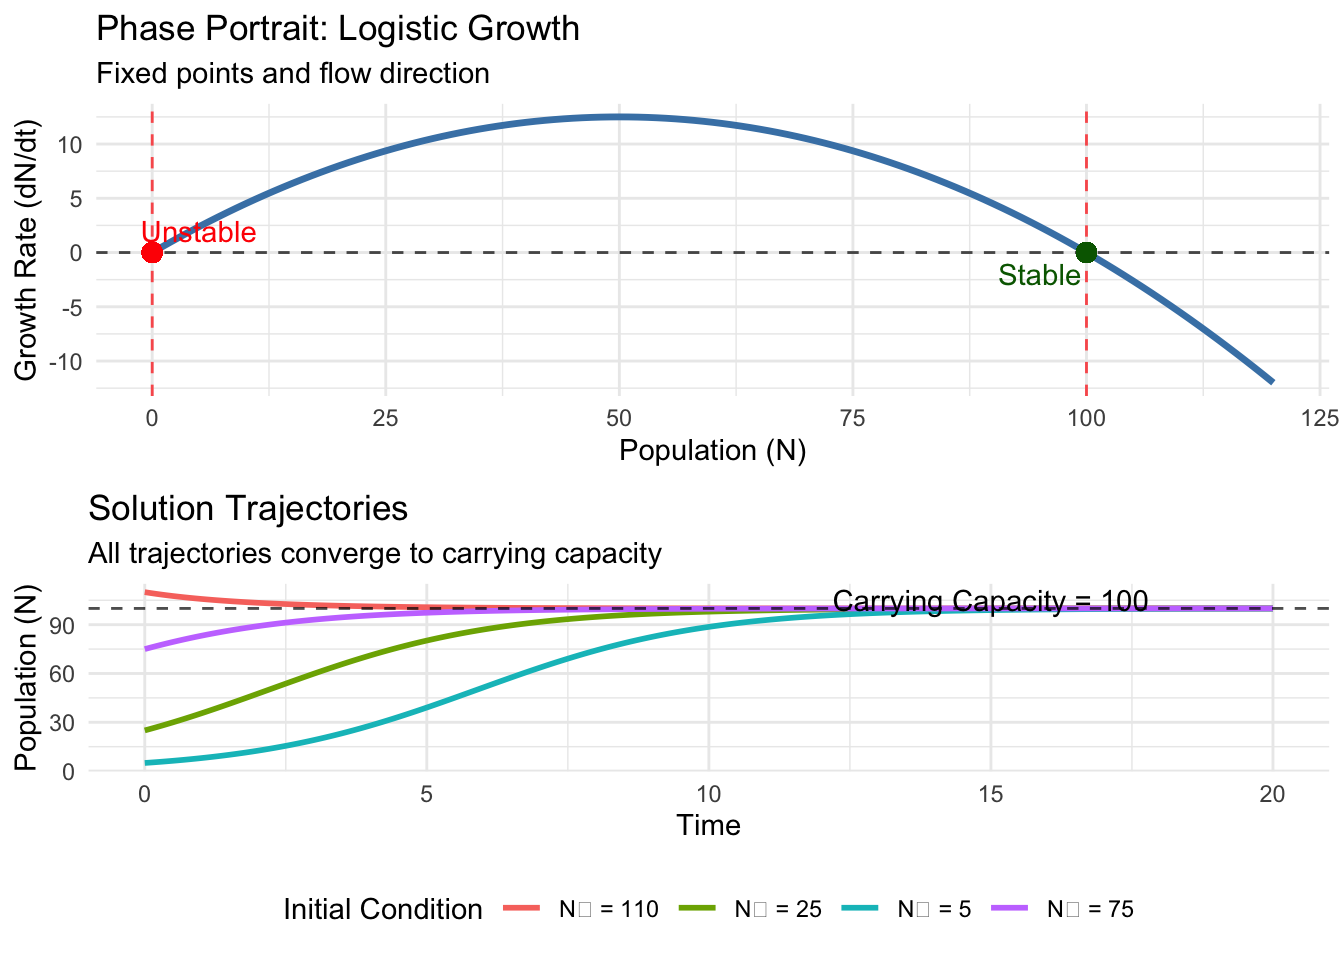 Phase Portrait: Logistic Growth
Fixed points and flow direction
Growth Rate (dN/dt)
10
5
0
-5
-10
Unstable
Stable
0 25 50 75 100 125
Population (N)
Solution Trajectories
All trajectories converge to carrying capacity
Population (N)
90
60
30
0
Carrying Capacity = 100
0 5 10 15 20
Time
Initial Condition N□ = 110 N□ = 25 N□ = 5 N□ = 75